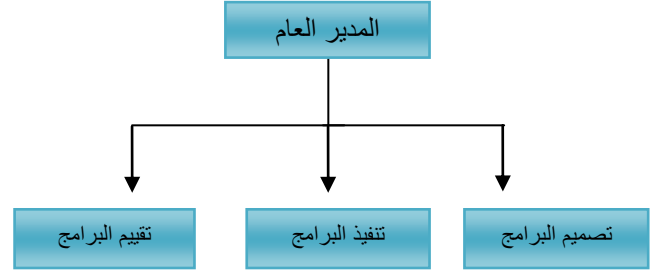 المدير العام
تصميم البرامج
تنفيذ البرامج
تقييم البرامج